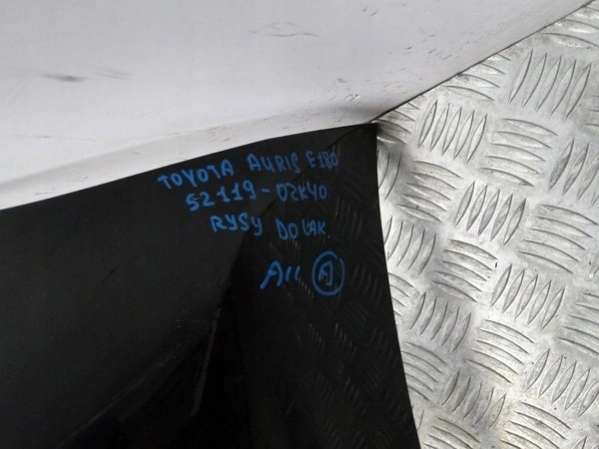 TOYOTA AURIS E180
52119-02K40
RYSY DO LAK.
A11 A